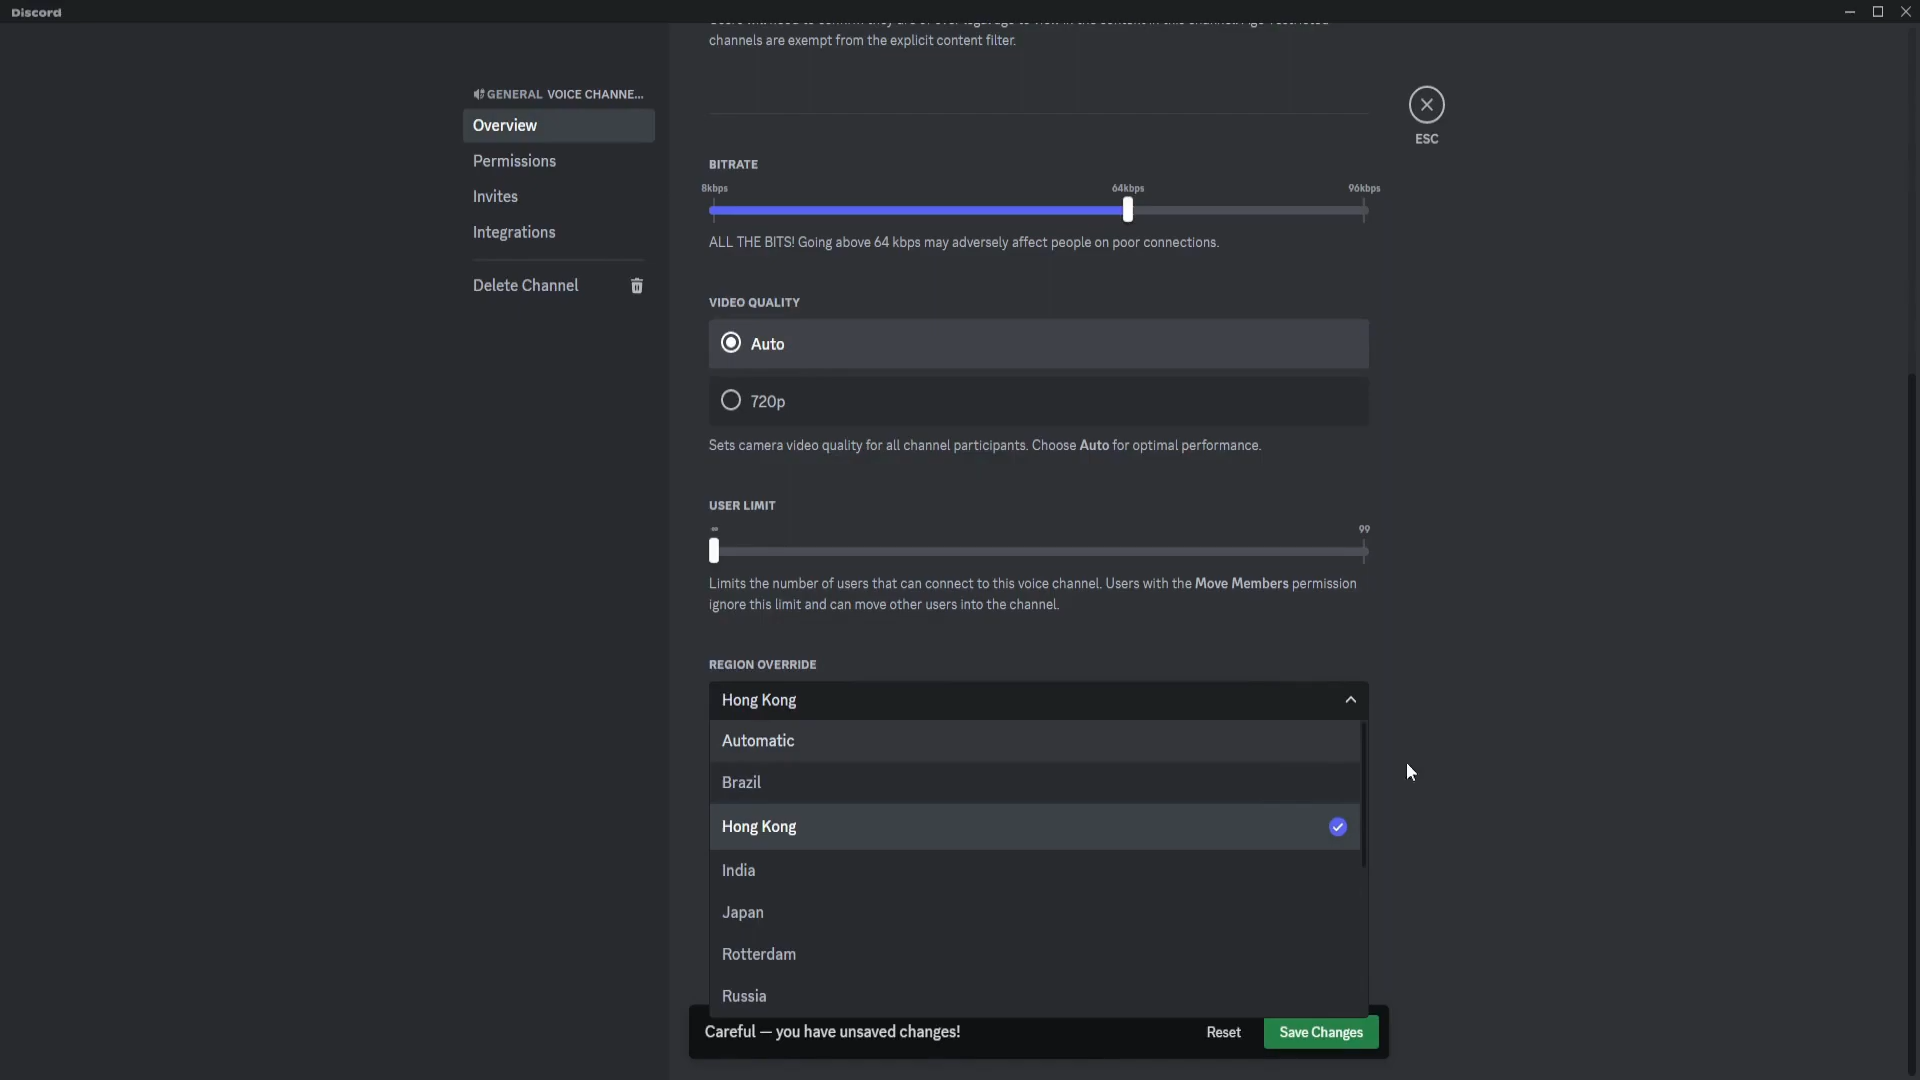 Discord
channels are exempt from the explicit content filter.
GENERAL VOICE CHANNE...
Overview
Permissions
Invites
Integrations
Delete Channel
ESC
BITRATE
8kbps 64kbps 96kbps
ALL THE BITS! Going above 64 kbps may adversely affect people on poor connections.
VIDEO QUALITY
Auto
720p
Sets camera video quality for all channel participants. Choose Auto for optimal performance.
USER LIMIT
∞ 99
Limits the number of users that can connect to this voice channel. Users with the Move Members permission
ignore this limit and can move other users into the channel.
REGION OVERRIDE
Hong Kong
Automatic
Brazil
Hong Kong
India
Japan
Rotterdam
Russia
Careful — you have unsaved changes!
Reset
Save Changes